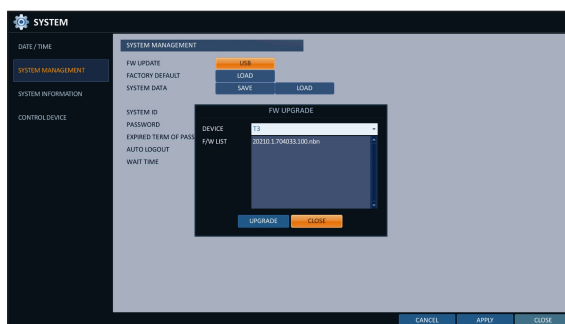 SYSTEM
DATE / TIME
SYSTEM MANAGEMENT
SYSTEM INFORMATION
CONTROL DEVICE
SYSTEM MANAGEMENT
FW UPDATE USB
FACTORY DEFAULT LOAD
SYSTEM DATA SAVE LOAD
SYSTEM ID
PASSWORD
EXPIRED TERM OF PASS
AUTO LOGOUT
WAIT TIME
FW UPGRADE
DEVICE T3
F/W LIST 20210.1.704033.100.nbn
UPGRADE CLOSE
CANCEL APPLY CLOSE